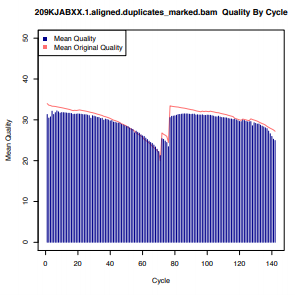 209KJABXX.1.aligned.duplicates_marked.bam Quality By Cycle
Mean Quality
Mean Original Quality
50
40
30
20
10
0
Mean Quality
0 20 40 60 80 100 120 140
Cycle